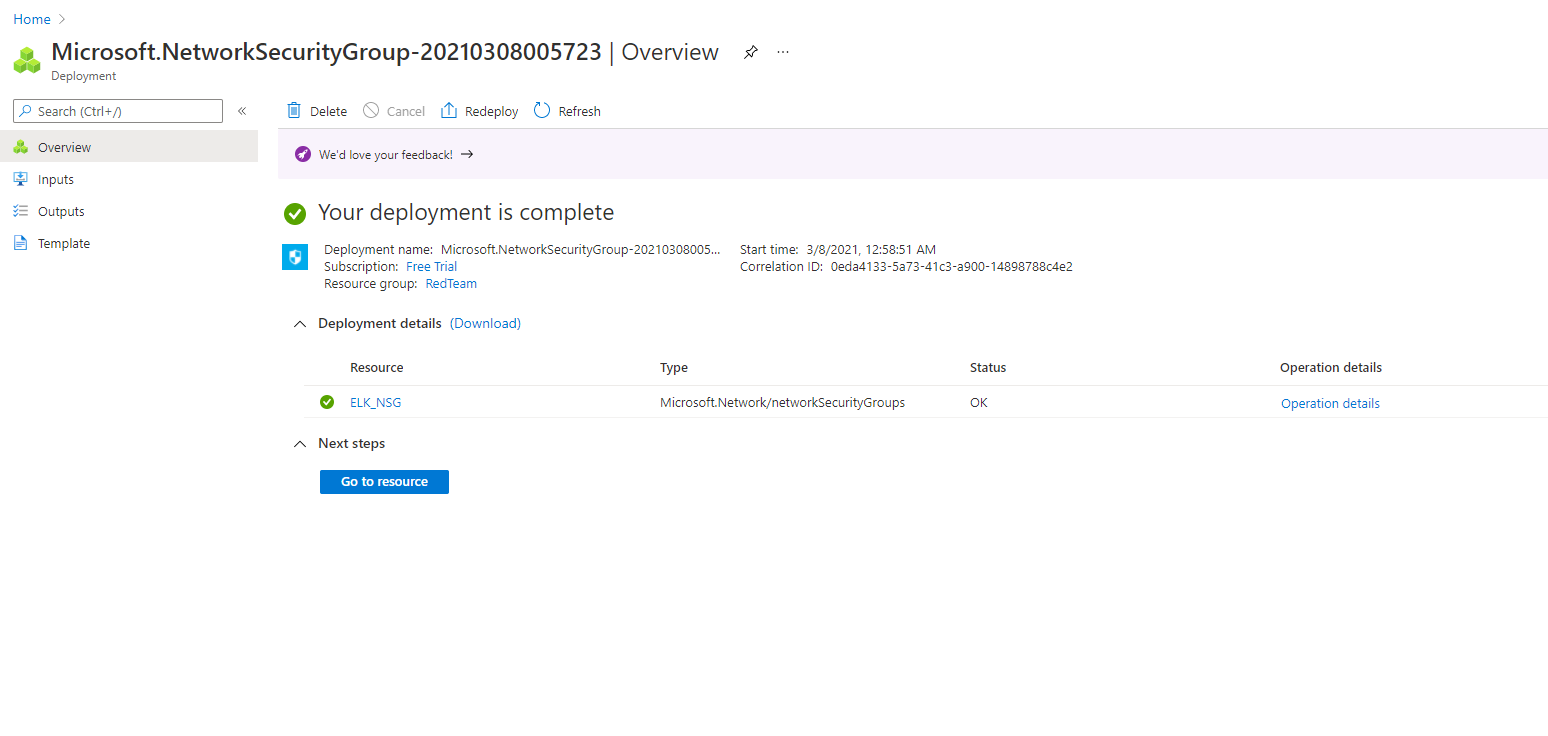 Home
Microsoft.NetworkSecurityGroup-20210308005723 | Overview
Deployment
Search (Ctrl+/)
Overview
Inputs
Outputs
Template
Delete Cancel Redeploy Refresh
We'd love your feedback! →
Your deployment is complete
Deployment name: Microsoft.NetworkSecurityGroup-20210308005... Start time: 3/8/2021, 12:58:51 AM
Subscription: Free Trial Correlation ID: 0eda4133-5a73-41c3-a900-14898788c4e2
Resource group: RedTeam
Deployment details (Download)
Resource Type Status Operation details
ELK_NSG Microsoft.Network/networkSecurityGroups OK Operation details
Next steps
Go to resource